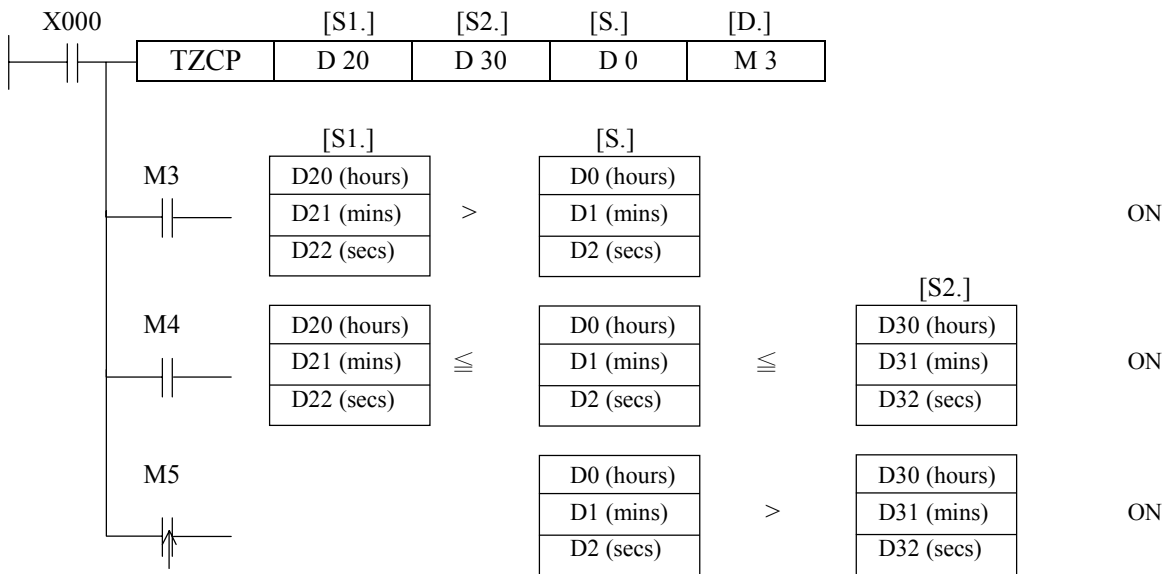 X000 [S1.] [S2.] [S.] [D.]
TZCP D 20 D 30 D 0 M 3
[S1.] [S.]
M3 D20 (hours) D0 (hours)
D21 (mins) > D1 (mins) ON
D22 (secs) D2 (secs)
[S2.]
M4 D20 (hours) D0 (hours) D30 (hours)
D21 (mins) ≦ D1 (mins) ≦ D31 (mins) ON
D22 (secs) D2 (secs) D32 (secs)
M5 D0 (hours) D30 (hours)
D1 (mins) > D31 (mins) ON
D2 (secs) D32 (secs)